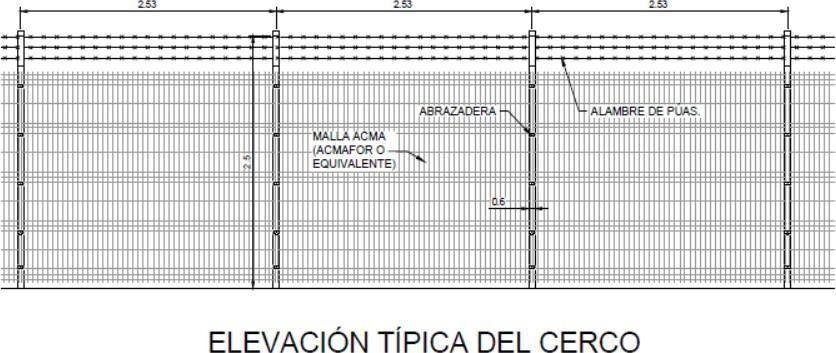 2.53
2.53
2.53
ABRAZADERA
ALAMBRE DE PÚAS.
MALLA ACMA
(ACMAFOR O
EQUIVALENTE)
2.5
0.6
ELEVACIÓN TÍPICA DEL CERCO